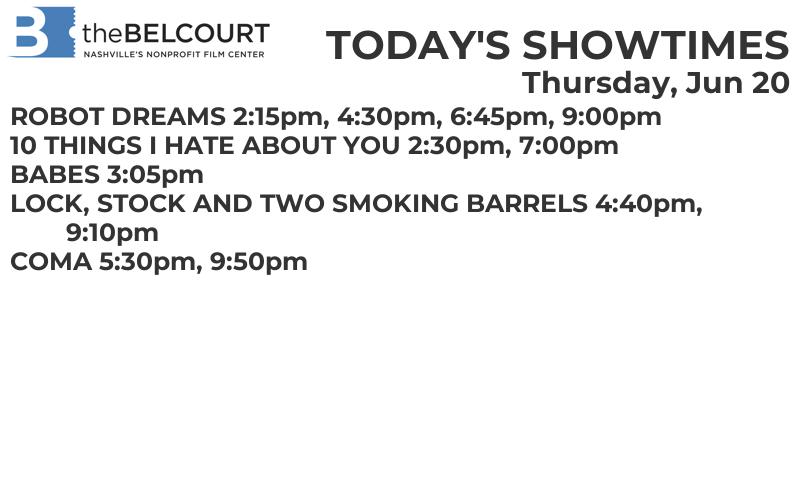 B theBELCOURT
NASHVILLE'S NONPROFIT FILM CENTER
TODAY'S SHOWTIMES
Thursday, Jun 20
ROBOT DREAMS 2:15pm, 4:30pm, 6:45pm, 9:00pm
10 THINGS I HATE ABOUT YOU 2:30pm, 7:00pm
BABES 3:05pm
LOCK, STOCK AND TWO SMOKING BARRELS 4:40pm,
9:10pm
COMA 5:30pm, 9:50pm